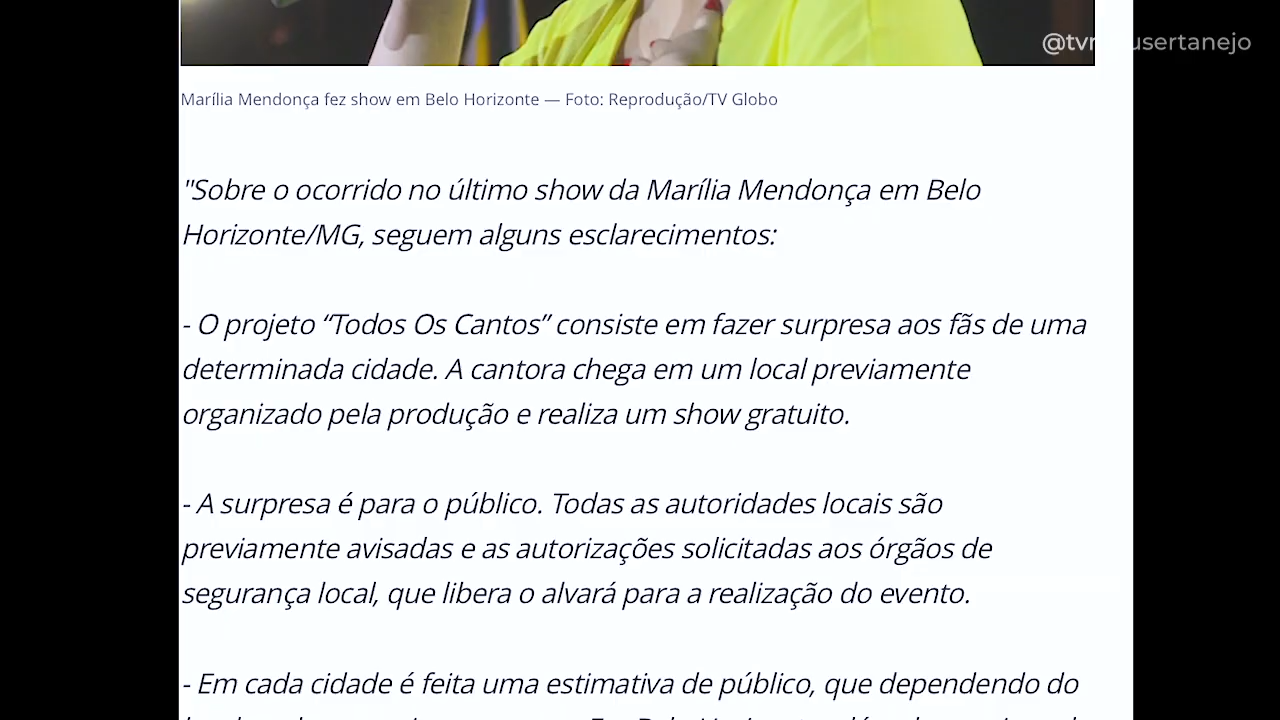 Marília Mendonça fez show em Belo Horizonte — Foto: Reprodução/TV Globo
"Sobre o ocorrido no último show da Marília Mendonça em Belo
Horizonte/MG, seguem alguns esclarecimentos:
- O projeto “Todos Os Cantos” consiste em fazer surpresa aos fãs de uma
determinada cidade. A cantora chega em um local previamente
organizado pela produção e realiza um show gratuito.
- A surpresa é para o público. Todas as autoridades locais são
previamente avisadas e as autorizações solicitadas aos órgãos de
segurança local, que libera o alvará para a realização do evento.
- Em cada cidade é feita uma estimativa de público, que dependendo do